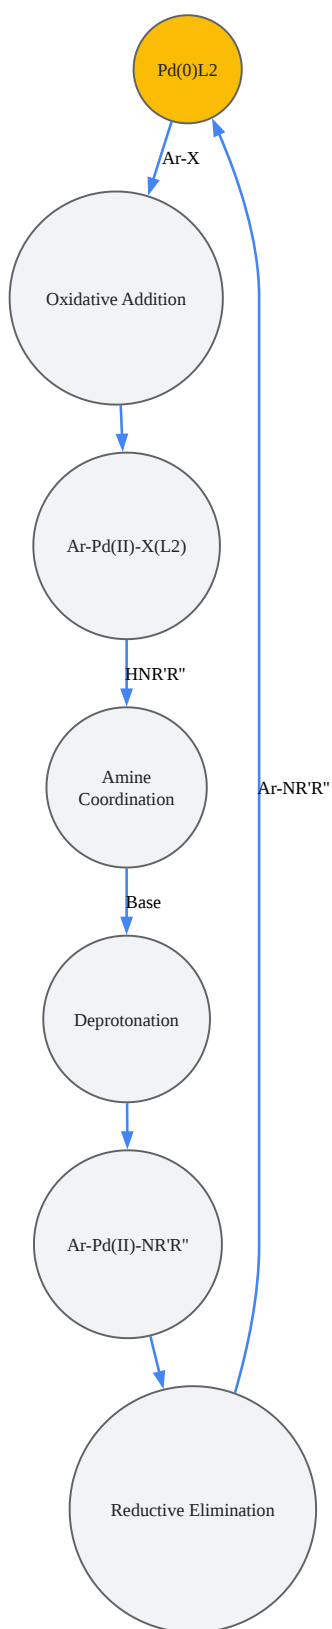 Pd(0)L2
Ar-X
Oxidative Addition
Ar-Pd(II)-X(L2)
HNR'R"
Amine
Coordination
Ar-NR'R"
Base
Deprotonation
Ar-Pd(II)-NR'R"
Reductive Elimination